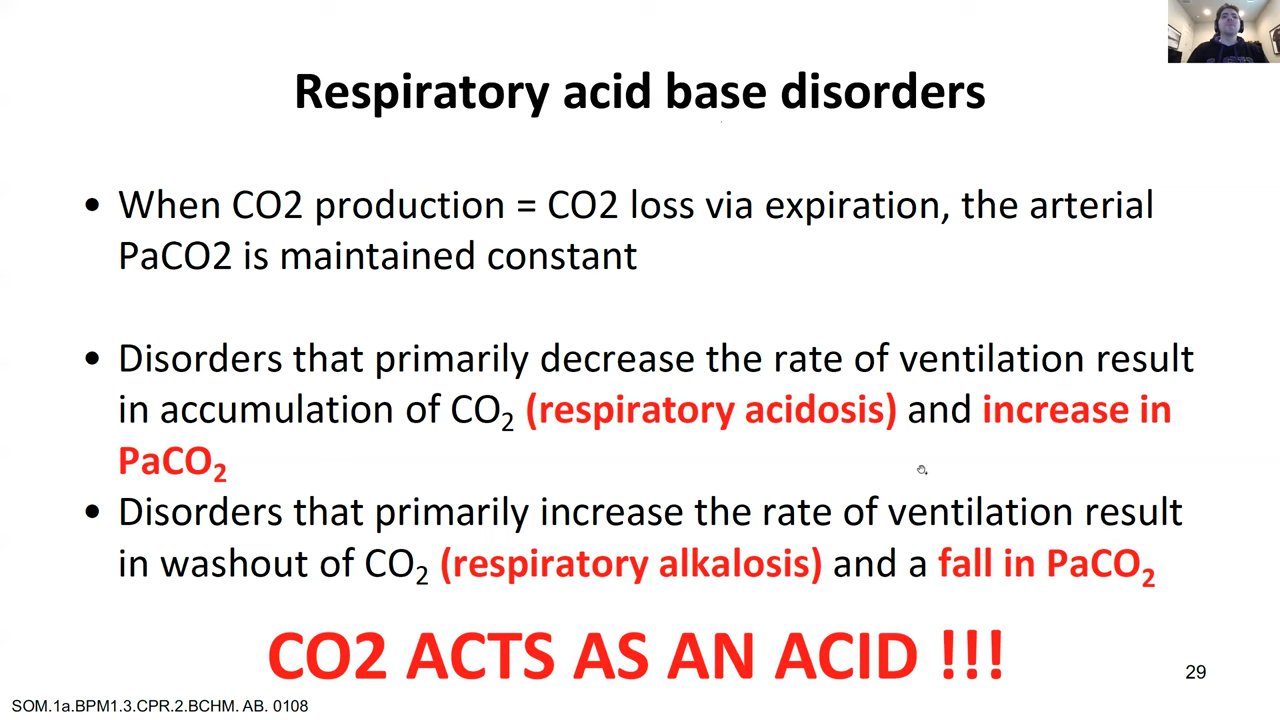 Respiratory acid base disorders
• When CO2 production = CO2 loss via expiration, the arterial
PaCO2 is maintained constant
• Disorders that primarily decrease the rate of ventilation result
in accumulation of CO₂ (respiratory acidosis) and increase in
PaCO₂
• Disorders that primarily increase the rate of ventilation result
in washout of CO₂ (respiratory alkalosis) and a fall in PaCO₂
CO2 ACTS AS AN ACID !!!
29
SOM.1a.BPM1.3.CPR.2.BCHM. AB. 0108